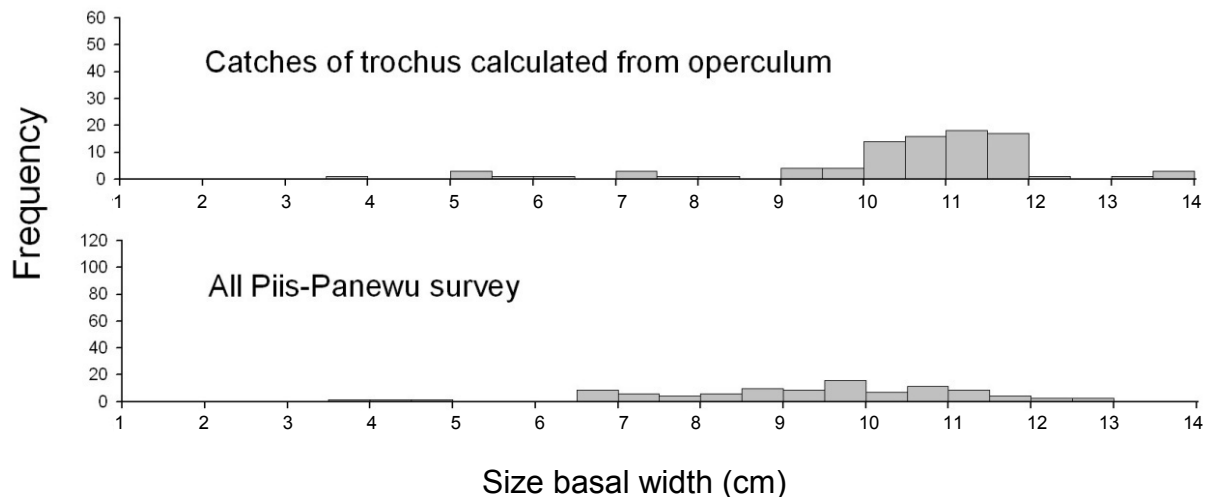 60
50
40
30
20
10
0
Catches of trochus calculated from operculum
1 2 3 4 5 6 7 8 9 10 11 12 13 14
Frequency
120
100
80
60
40
20
0
All Piis-Panewu survey
1 2 3 4 5 6 7 8 9 10 11 12 13 14
Size basal width (cm)